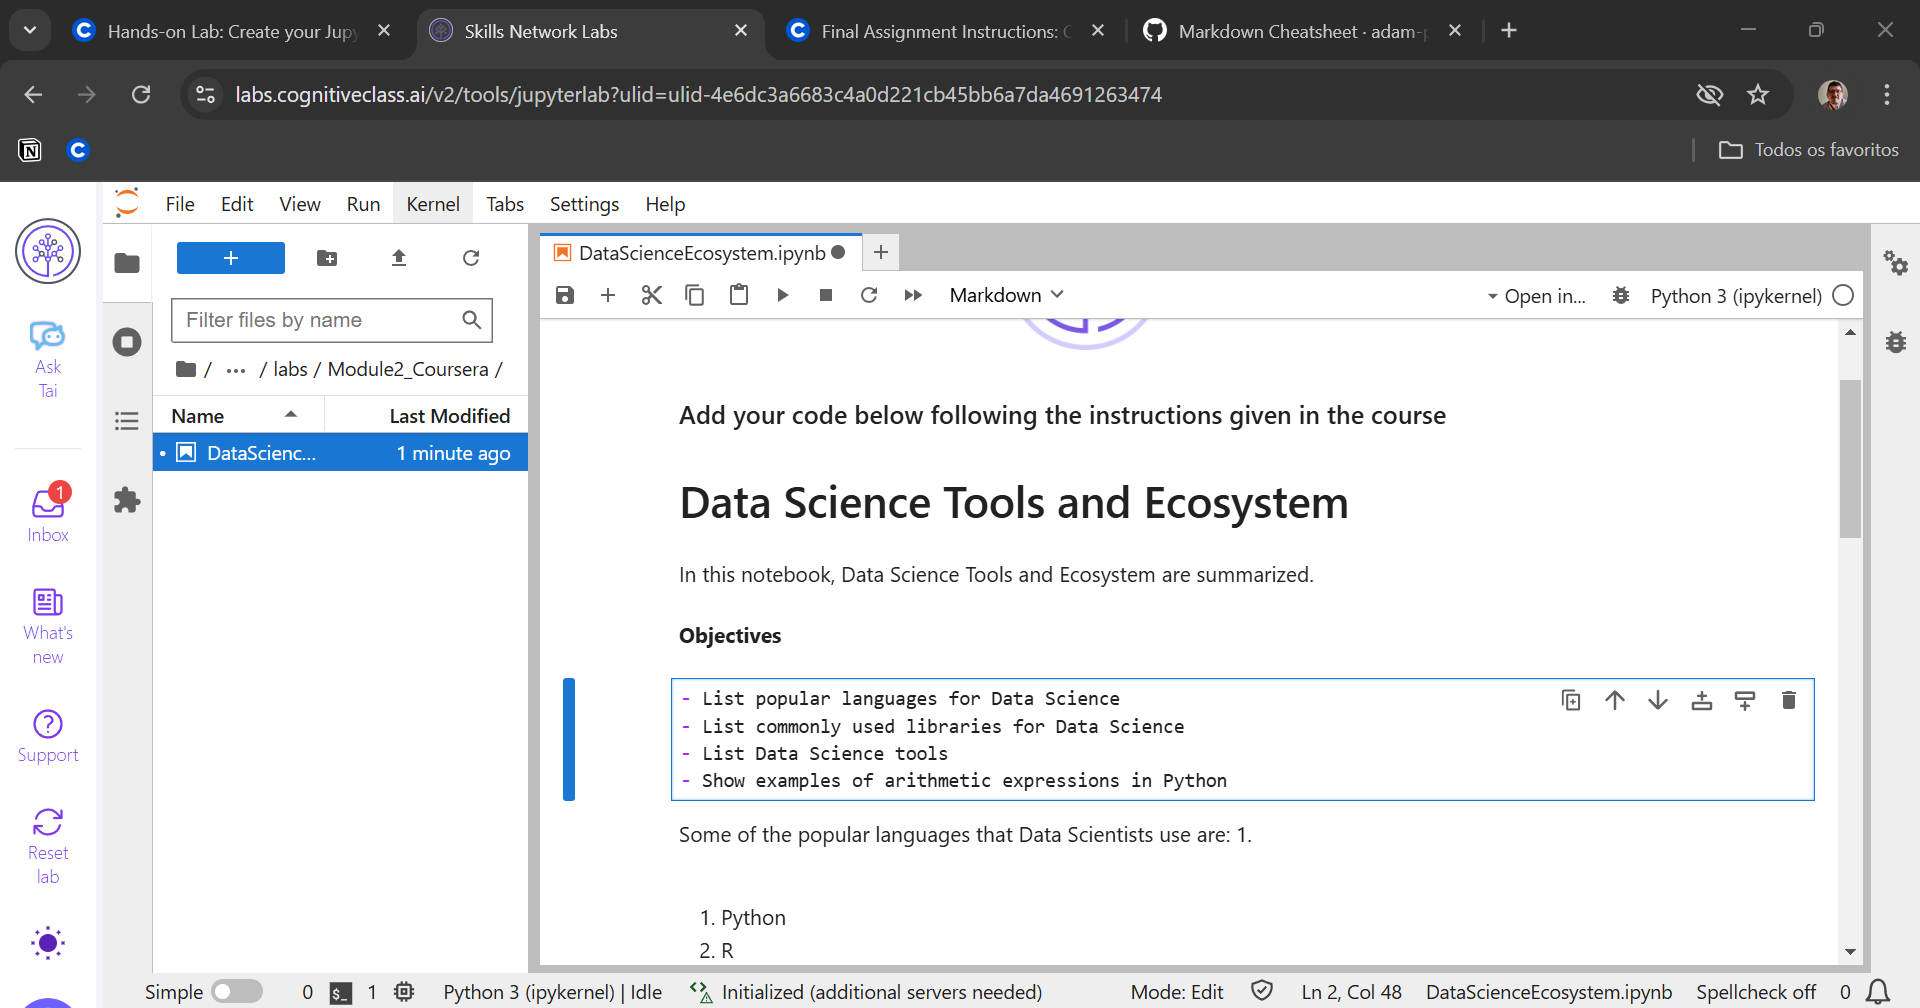 Hands-on Lab: Create your Jupy
Skills Network Labs
Final Assignment Instructions: C
Markdown Cheatsheet · adam-p
labs.cognitiveclass.ai/v2/tools/jupyterlab?ulid=ulid-4e6dc3a6683c4a0d221cb45bb6a7da4691263474
Todos os favoritos
File Edit View Run Kernel Tabs Settings Help
Ask
Tai
1
Inbox
What's
new
Support
Reset
lab
Filter files by name
/ ... / labs / Module2_Coursera /
Name Last Modified
DataScienc... 1 minute ago
DataScienceEcosystem.ipynb
Markdown
Open in...
Python 3 (ipykernel)
Add your code below following the instructions given in the course
Data Science Tools and Ecosystem
In this notebook, Data Science Tools and Ecosystem are summarized.
Objectives
- List popular languages for Data Science
- List commonly used libraries for Data Science
- List Data Science tools
- Show examples of arithmetic expressions in Python
Some of the popular languages that Data Scientists use are: 1.
1. Python
2. R
Simple 0 $_ 1 Python 3 (ipykernel) | Idle Initialized (additional servers needed) Mode: Edit Ln 2, Col 48 DataScienceEcosystem.ipynb Spellcheck off 0